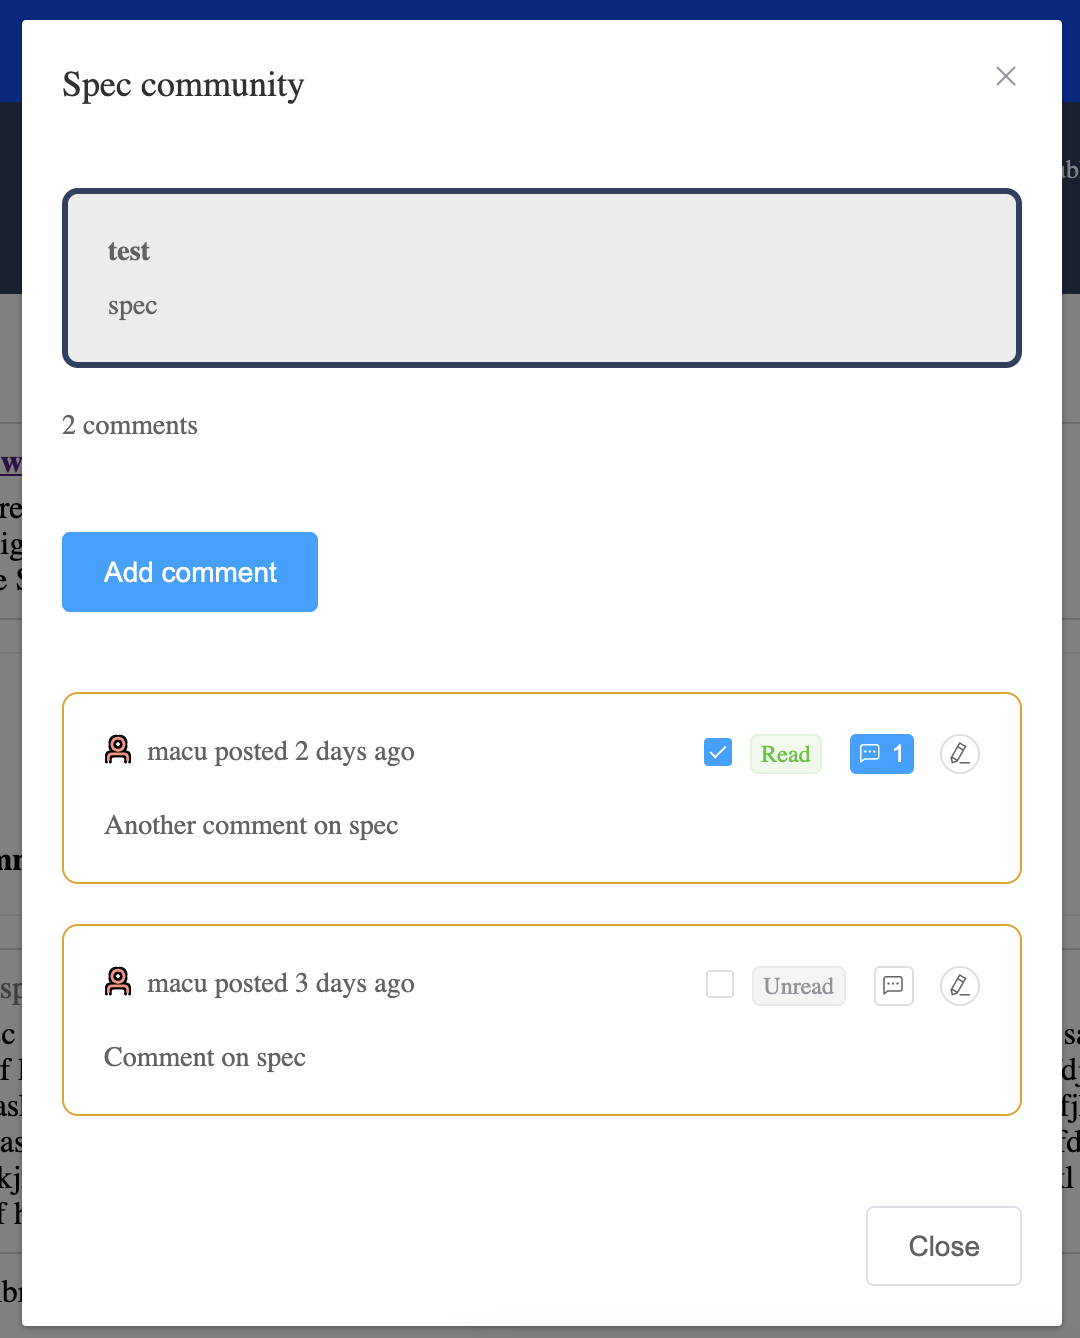 Spec community
test
spec
2 comments
Add comment
macu posted 2 days ago
Read
1
Another comment on spec
macu posted 3 days ago
Unread
Comment on spec
Close